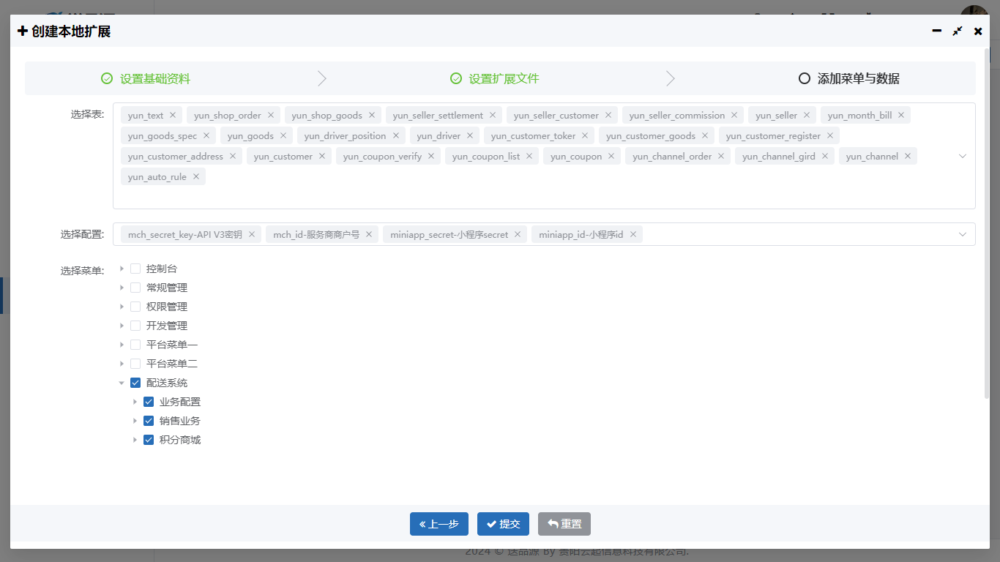 创建本地扩展
设置基础资料 设置扩展文件 添加菜单与数据
选择表: yun_text yun_shop_order yun_shop_goods yun_seller_settlement yun_seller_customer yun_seller_commission yun_seller yun_month_bill
yun_goods_spec yun_goods yun_driver_position yun_driver yun_customer_toker yun_customer_goods yun_customer_register
yun_customer_address yun_customer yun_coupon_verify yun_coupon_list yun_coupon yun_channel_order yun_channel_gird yun_channel
yun_auto_rule
选择配置: mch_secret_key-API V3密钥 mch_id-服务商商户号 miniapp_secret-小程序secret miniapp_id-小程序id
选择菜单: 控制台
常规管理
权限管理
开发管理
平台菜单一
平台菜单二
配送系统
业务配置
销售业务
积分商城
上一步 提交 重置
2024 © 送品源 By 贵阳云起信息科技有限公司.